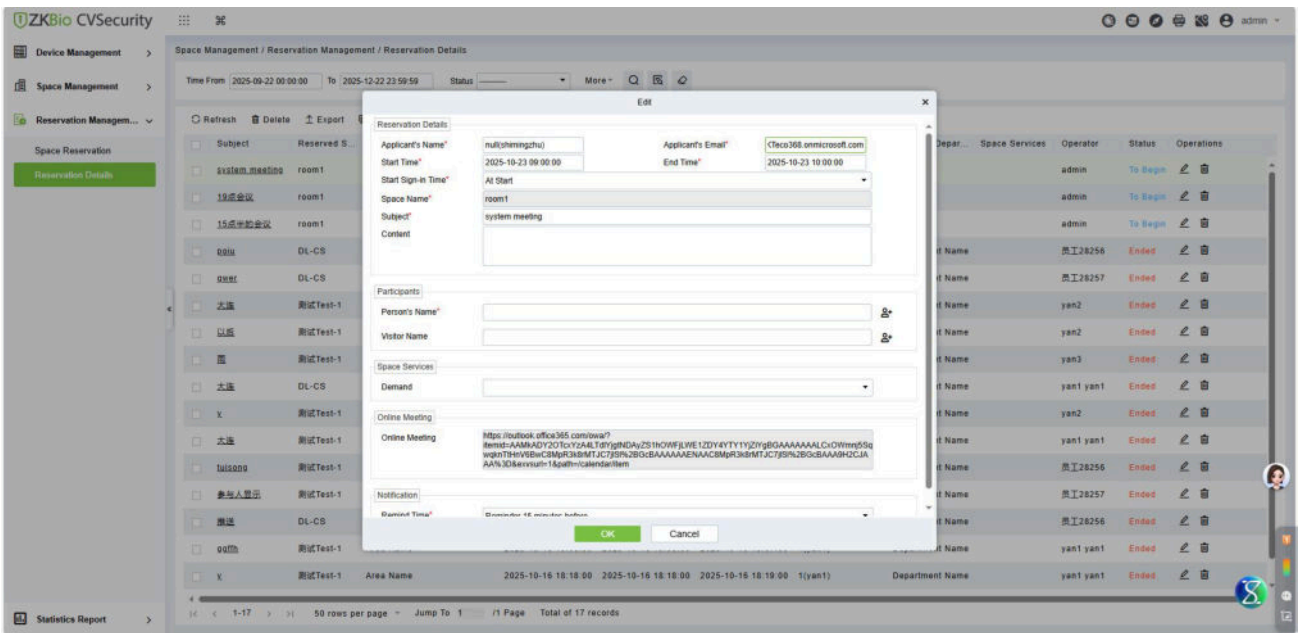 ZKBio CVSecurity
admin
Device Management
Space Management
Reservation Managem...
Space Reservation
Reservation Details
Statistics Report
Space Management / Reservation Management / Reservation Details
Time From 2025-09-22 00:00:00 To 2025-12-22 23:59:59 Status --------- More
Refresh Delete Export
Subject Reserved S... Depar... Space Services Operator Status Operations
system meeting room1 admin To Begin
19点会议 room1 admin To Begin
15点半的会议 room1 admin To Begin
DL-CS t Name 员工28256 Ended
qwer DL-CS t Name 员工28257 Ended
大连 测试Test-1 t Name yan2 Ended
以后 测试Test-1 t Name yan2 Ended
测试Test-1 t Name yan3 Ended
大连 DL-CS t Name yan1 yan1 Ended
测试Test-1 t Name yan2 Ended
大连 测试Test-1 t Name yan1 yan1 Ended
tuisong 测试Test-1 t Name 员工28256 Ended
参与人显示 测试Test-1 t Name 员工28257 Ended
推送 DL-CS t Name 员工28256 Ended
测试Test-1 t Name yan1 yan1 Ended
测试Test-1 Area Name 2025-10-16 18:18:00 2025-10-16 18:18:00 2025-10-16 18:19:00 1(yan1) Department Name yan1 yan1 Ended
1-17 50 rows per page Jump To 1 /1 Page Total of 17 records
Edit
Reservation Details
Applicant's Name* null(shimingzhu) Applicant's Email* Teco368.onmicrosoft.com
Start Time* 2025-10-23 09:00:00 End Time* 2025-10-23 10:00:00
Start Sign-in Time* At Start
Space Name* room1
Subject* system meeting
Content
Participants
Person's Name*
Visitor Name
Space Services
Demand
Online Meeting
Online Meeting https://outlook.office365.com/owa/?
Notification
Remind Time* Reminder 15 minutes before
OK Cancel